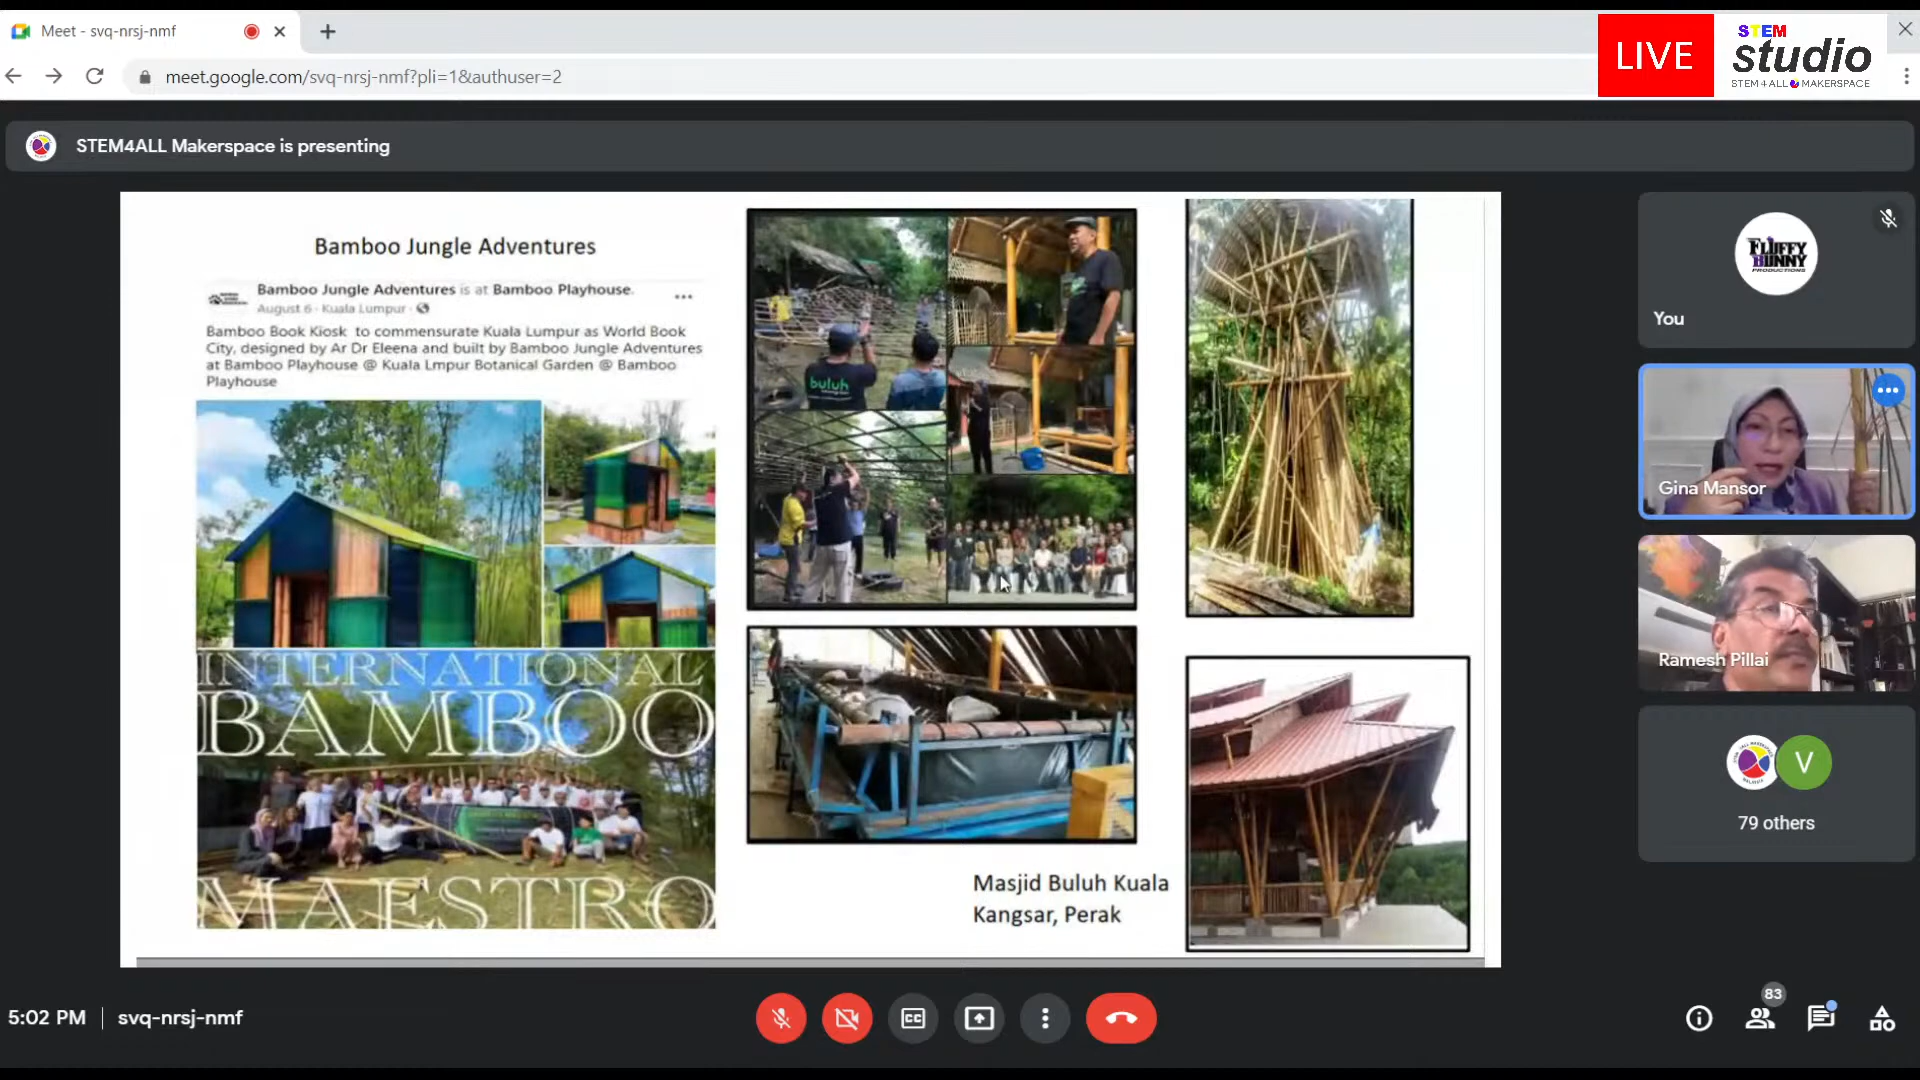 Meet - svq-nrsj-nmf
meet.google.com/svq-nrsj-nmf?pli=1&authuser=2
LIVE
STEM
studio
STEM4ALL MAKERSPACE
STEM4ALL Makerspace is presenting
Bamboo Jungle Adventures
Bamboo Jungle Adventures is at Bamboo Playhouse.
August 6 · Kuala Lumpur ·
Bamboo Book Kiosk to commensurate Kuala Lumpur as World Book
City, designed by Ar Dr Eleena and built by Bamboo Jungle Adventures
at Bamboo Playhouse @ Kuala Lmpur Botanical Garden @ Bamboo
Playhouse
buluh
INTERNATIONAL
BAMBOO
MAESTRO
Masjid Buluh Kuala
Kangsar, Perak
FLUFFY
BUNNY
PRODUCTIONS
You
Gina Mansor
Ramesh Pillai
V
79 others
5:02 PM
svq-nrsj-nmf
CC
83